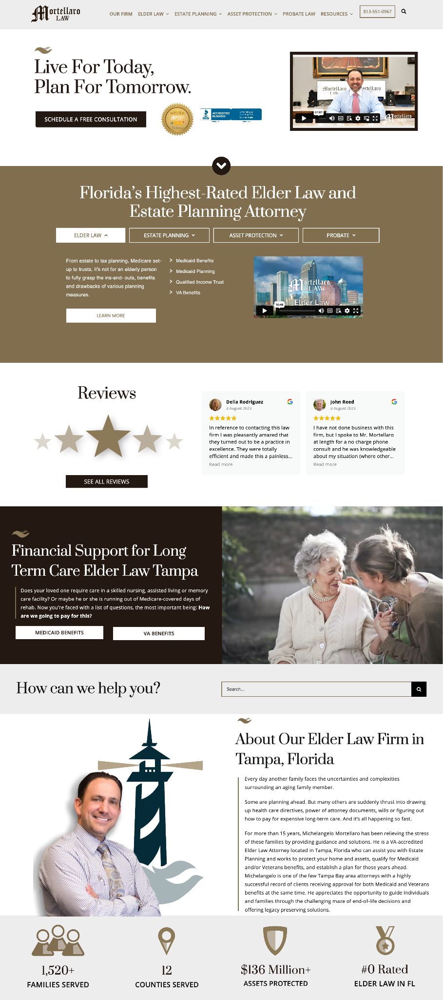 Mortellaro
LAW
OUR FIRM ELDER LAW ESTATE PLANNING ASSET PROTECTION PROBATE LAW RESOURCES 813-551-0967
Live For Today,
Plan For Tomorrow.
SCHEDULE A FREE CONSULTATION
BBB
ACCREDITED
BUSINESS
Click for Profile
Mortellaro
LAW
Mortellaro
07:01
Mortellaro
LAW
Florida's Highest-Rated Elder Law and
Estate Planning Attorney
ELDER LAW ESTATE PLANNING ASSET PROTECTION PROBATE
From estate to tax planning, Medicare set-
up to trusts, it's not for an elderly person
to fully grasp the ins-and- outs, benefits
and drawbacks of various planning
measures.
LEARN MORE
Medicaid Benefits
Medicaid Planning
Qualified Income Trust
VA Benefits
Mortellaro
LAW
Elder Law
10:46
Reviews
SEE ALL REVIEWS
Delia Rodriguez
3 August 2023
In reference to contacting this law
firm I was pleasantly amazed that
they turned out to be a practice in
excellence. They were totally
efficient and made this a painless...
Read more
John Reed
3 August 2023
I have not done business with this
firm, but I spoke to Mr. Mortellaro
at length for a no charge phone
consult and he was knowledgeable
about my situation (where other...
Read more
Financial Support for Long
Term Care Elder Law Tampa
Does your loved one require care in a skilled nursing, assisted living or memory
care facility? Or maybe he or she is running out of Medicare-covered days of
rehab. Now you're faced with a list of questions, the most important being: How
are we going to pay for this?
MEDICAID BENEFITS
VA BENEFITS
How can we help you?
Search...
About Our Elder Law Firm in
Tampa, Florida
Every day another family faces the uncertainties and complexities
surrounding an aging family member.
Some are planning ahead. But many others are suddenly thrust into drawing
up health care directives, power of attorney documents, wills or figuring out
how to pay for expensive long-term care. And it's all happening so fast.
For more than 15 years, Michelangelo Mortellaro has been relieving the stress
of these families by providing guidance and solutions. He is a VA-accredited
Elder Law Attorney located in Tampa, Florida who can assist you with Estate
Planning and works to protect your home and assets, qualify for Medicaid
and/or Veterans benefits, and establish a plan for those years ahead.
Michelangelo is one of the few Tampa Bay area attorneys with a highly
successful record of clients receiving approval for both Medicaid and Veterans
benefits at the same time. He appreciates the opportunity to guide individuals
and families through the challenging maze of end-of-life decisions and
offering legacy preserving solutions.
1,520+
FAMILIES SERVED
12
COUNTIES SERVED
$136 Million+
ASSETS PROTECTED
#0 Rated
ELDER LAW IN FL